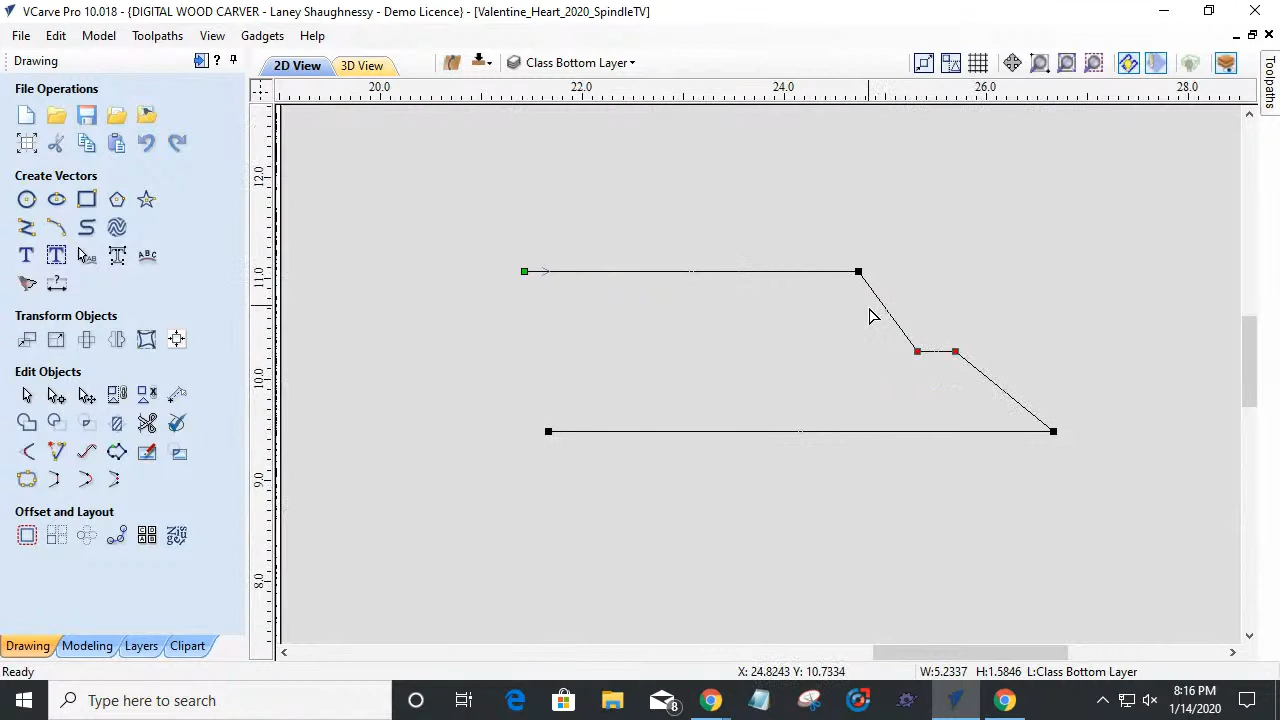 VCarve Pro 10.018 - {DIGITAL WOOD CARVER - Laney Shaughnessy - Demo Licence} - [Valentine_Heart_2020_SpindleTV]
File Edit Model Toolpaths View Gadgets Help
Drawing
File Operations
Create Vectors
Transform Objects
Edit Objects
Offset and Layout
Drawing Modeling Layers Clipart
2D View 3D View
Class Bottom Layer
20.0 22.0 24.0 26.0 28.0
12.0
11.0
10.0
9.0
8.0
Toolpaths
Ready
X: 24.8243 Y: 10.7334
W:5.2337 H:1.5846 L:Class Bottom Layer
Type here to search
8
8:16 PM
1/14/2020